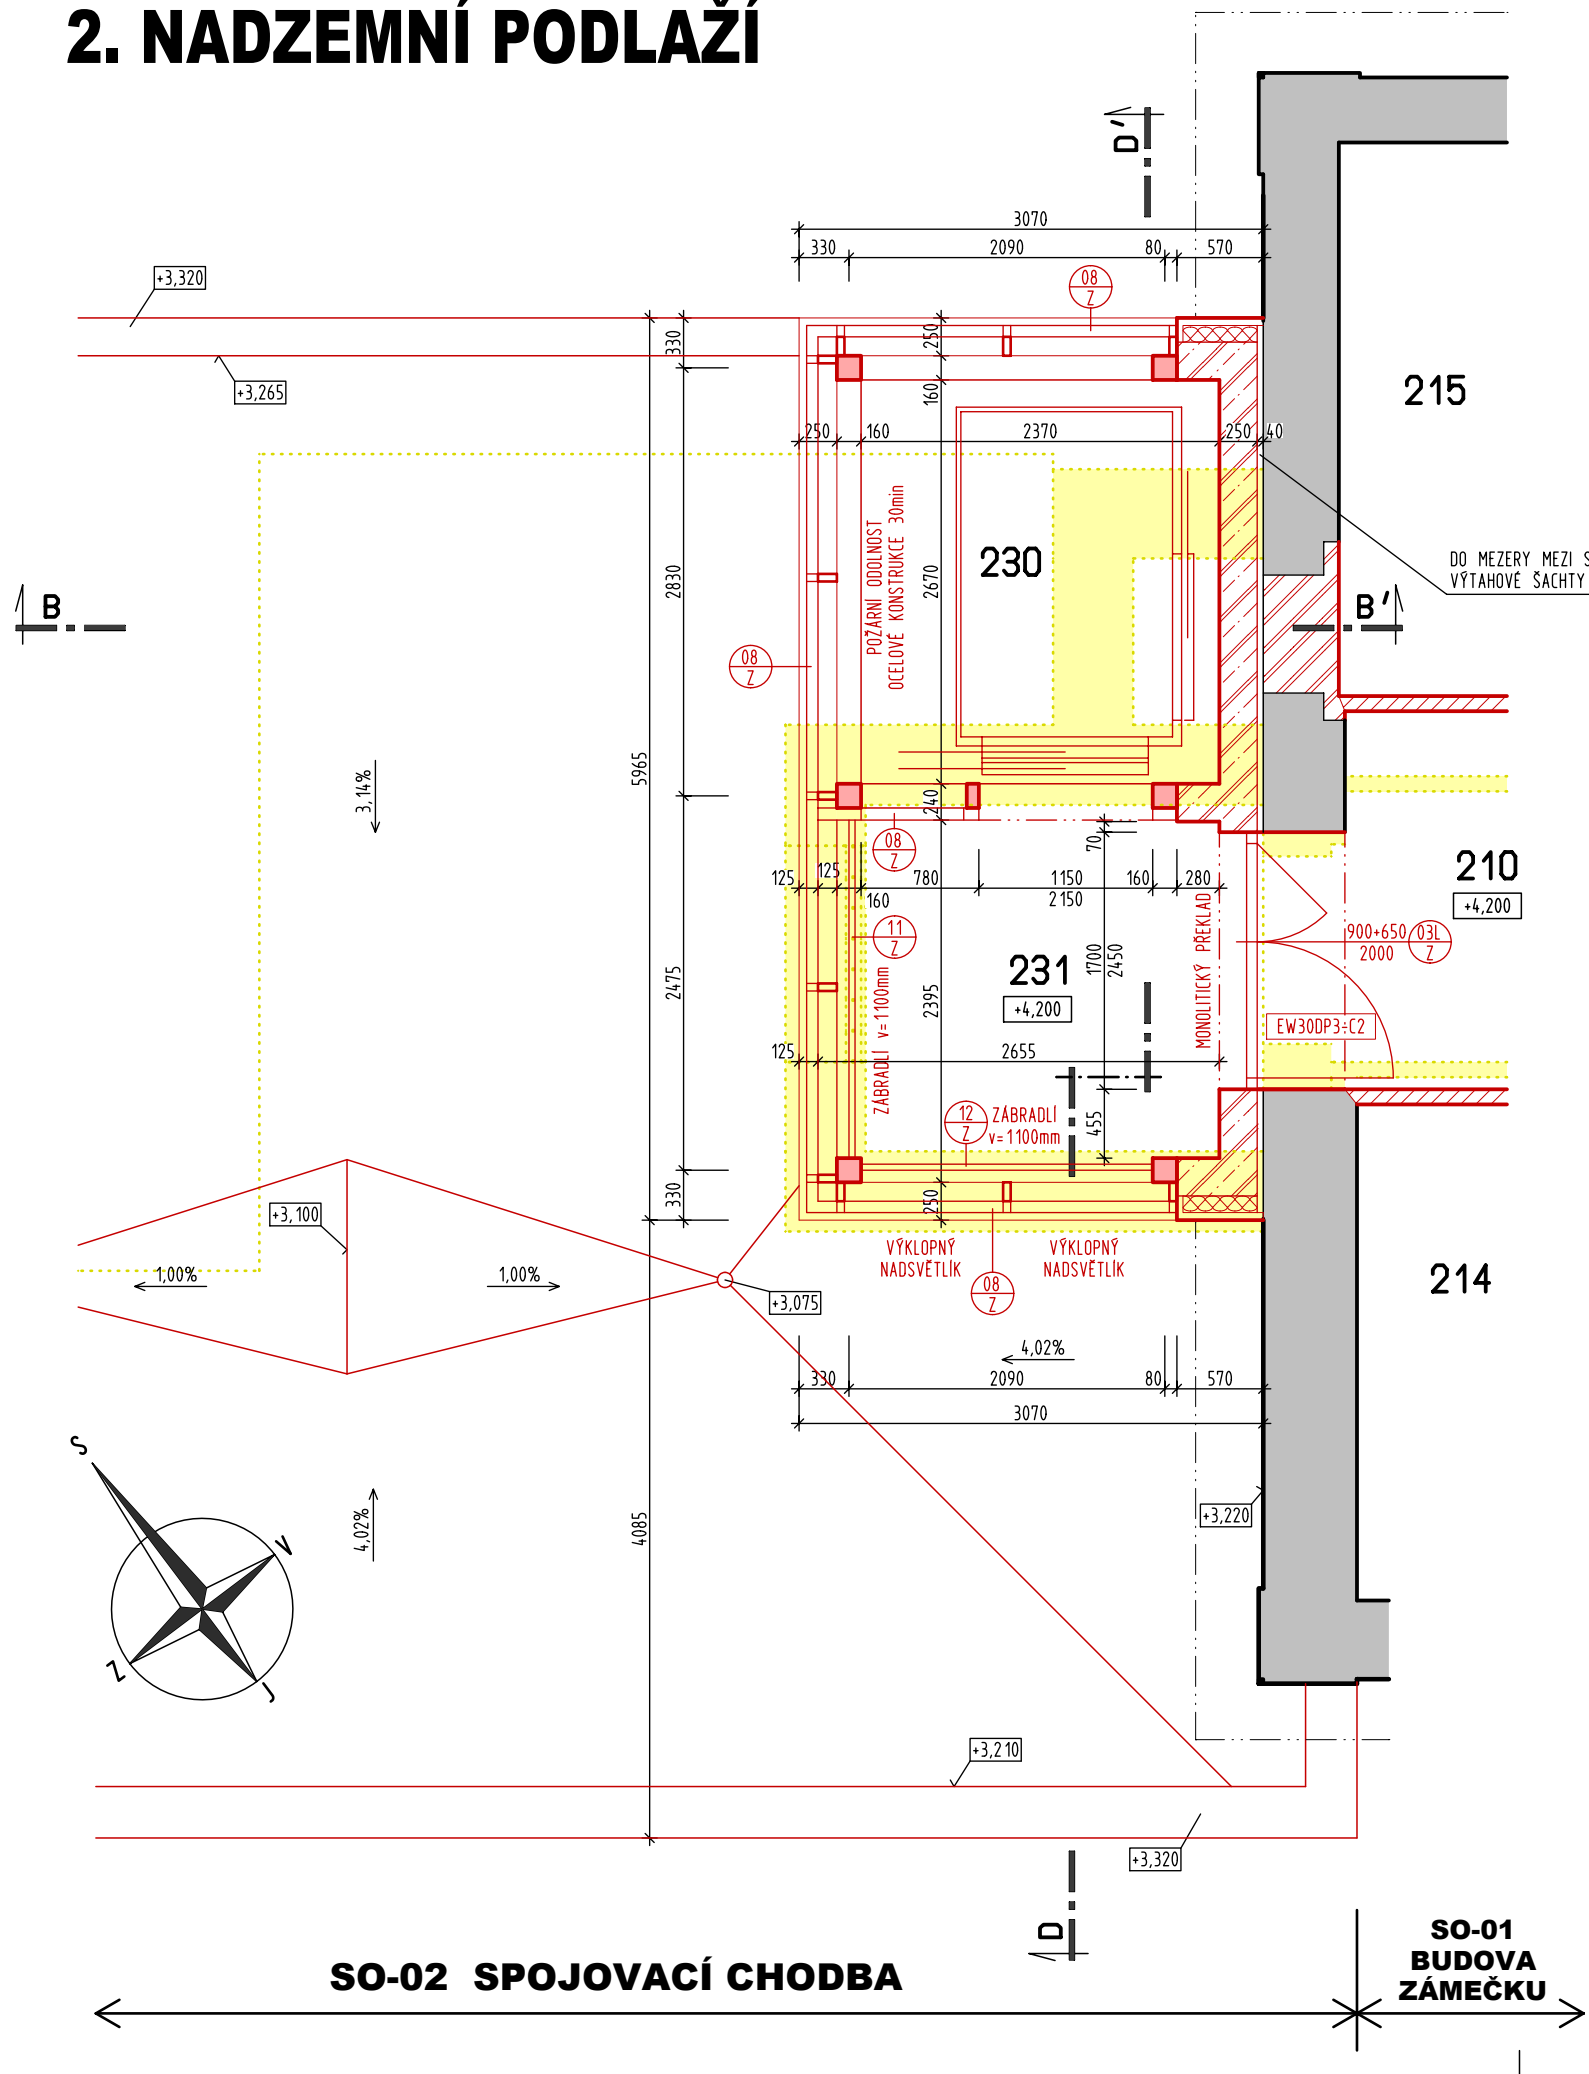 2. NADZEMNÍ PODLAŽÍ
D'
3070
330
2090
80
570
+3,320
08
Z
330
250
+3,265
160
215
250
160
2370
250
40
POŽÁRNÍ ODOLNOST
OCELOVÉ KONSTRUKCE 30min
230
DO MEZERY MEZI S
VÝTAHOVÉ ŠACHTY
2830
2670
B
B'
08
Z
5965
3,14%
240
08
Z
70
125
125
160
780
1150
2150
160
280
210
+4,200
11
Z
MONOLITICKÝ PŘEKLAD
900+650
2000
03L
Z
231
+4,200
1700
2450
2475
2395
ZÁBRADLÍ v=1100mm
EW30DP3-C2
125
2655
12
Z
ZÁBRADLÍ
v=1100mm
455
330
250
+3,100
VÝKLOPNÝ
NADSVĚTLÍK
VÝKLOPNÝ
NADSVĚTLÍK
1,00%
1,00%
08
Z
214
+3,075
4,02%
330
2090
80
570
3070
S
V
Z
J
4,02%
4085
+3,220
+3,210
+3,320
D
SO-02 SPOJOVACÍ CHODBA
SO-01
BUDOVA
ZÁMEČKU